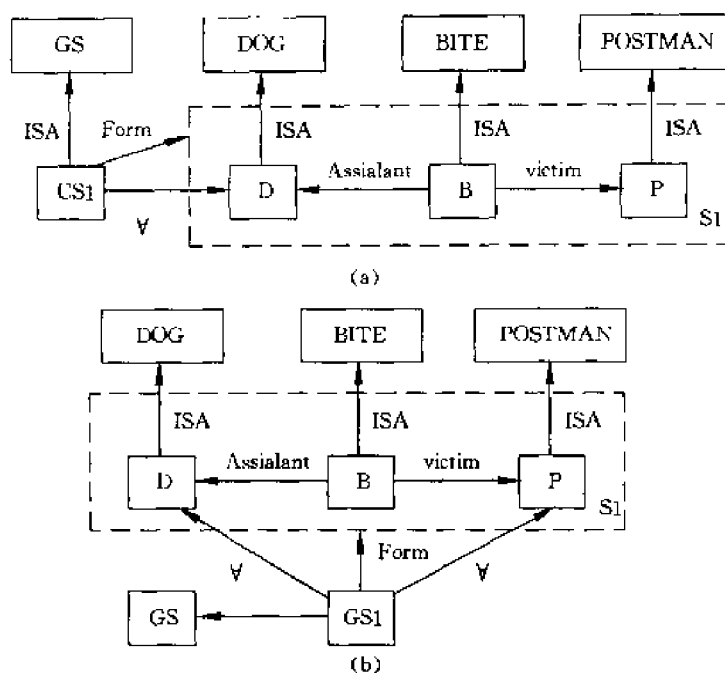 GS DOG BITE POSTMAN
ISA Form ISA ISA ISA
CS1 D Assialant B victim P
∀ S1
(a)
DOG BITE POSTMAN
ISA ISA ISA
D Assialant B victim P
S1
∀ Form ∀
GS GS1
(b)